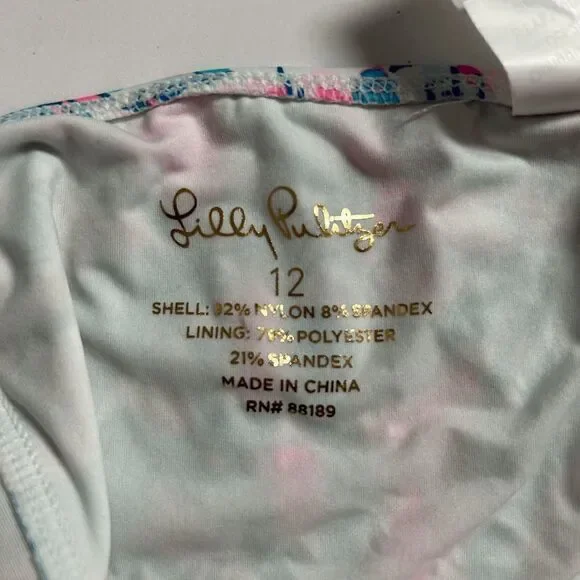 Lilly Pulitzer
12
SHELL: 92% NYLON 8% SPANDEX
LINING: 79% POLYESTER
21% SPANDEX
MADE IN CHINA
RN# 88189